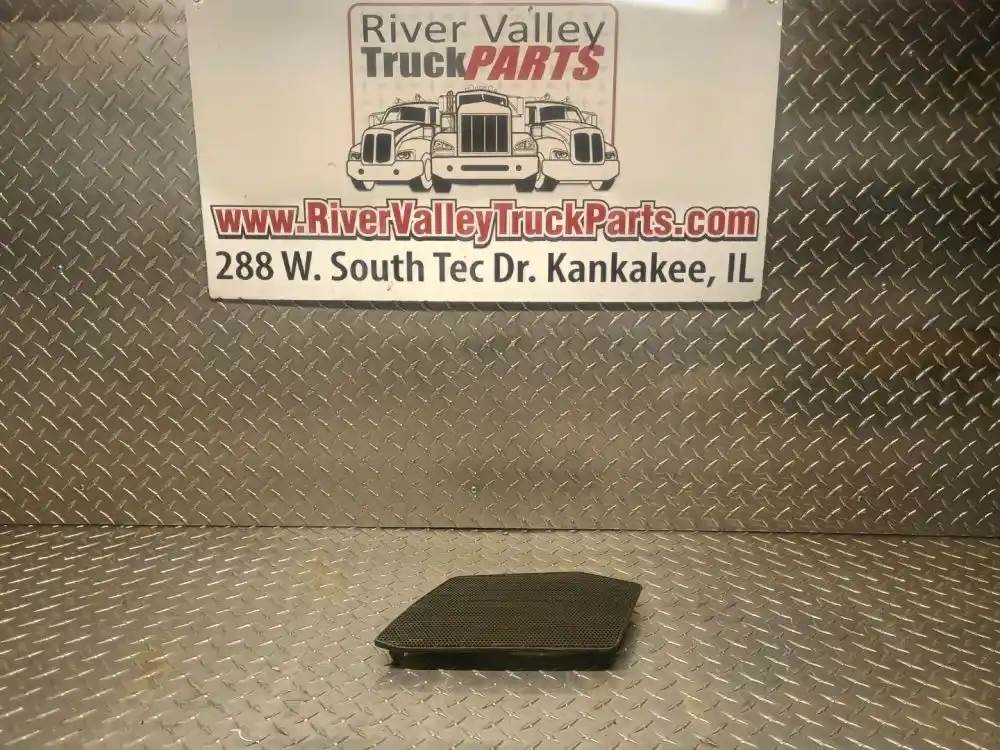 River Valley
TruckPARTS
www.RiverValleyTruckParts.com
288 W. South Tec Dr. Kankakee, IL